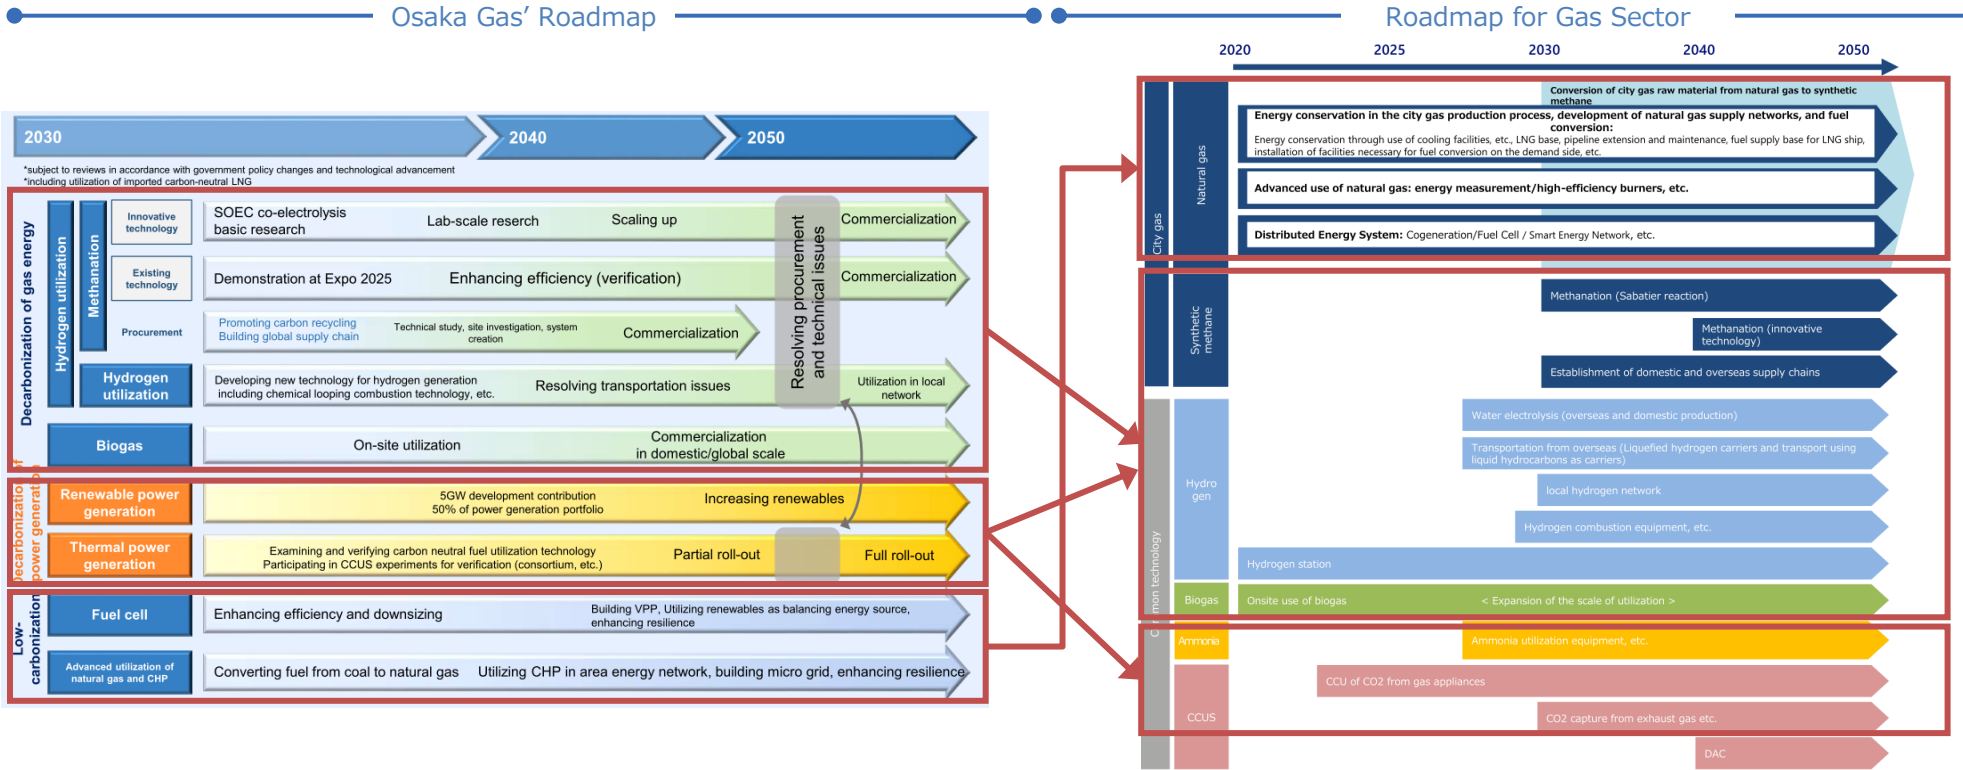 Osaka Gas’ Roadmap
2030
2040
2050
*subject to reviews in accordance with government policy changes and technological advancement
*including utilization of imported carbon-neutral LNG
Decarbonization of gas energy
Hydrogen utilization
Methanation
Innovative
technology
SOEC co-electrolysis
basic research
Lab-scale reserch
Scaling up
Commercialization
Existing
technology
Demonstration at Expo 2025
Enhancing efficiency (verification)
Commercialization
Procurement
Promoting carbon recycling
Building global supply chain
Technical study, site investigation, system
creation
Commercialization
Resolving procurement
and technical issues
Hydrogen
utilization
Developing new technology for hydrogen generation
including chemical looping combustion technology, etc.
Resolving transportation issues
Utilization in local
network
Biogas
On-site utilization
Commercialization
in domestic/global scale
Decarbonization of
power generation
Renewable power
generation
5GW development contribution
50% of power generation portfolio
Increasing renewables
Thermal power
generation
Examining and verifying carbon neutral fuel utilization technology
Participating in CCUS experiments for verification (consortium, etc.)
Partial roll-out
Full roll-out
Low-
carbonization
Fuel cell
Enhancing efficiency and downsizing
Building VPP, Utilizing renewables as balancing energy source,
enhancing resilience
Advanced utilization of
natural gas and CHP
Converting fuel from coal to natural gas
Utilizing CHP in area energy network, building micro grid, enhancing resilience
Roadmap for Gas Sector
2020
2025
2030
2040
2050
City gas
Natural gas
Conversion of city gas raw material from natural gas to synthetic
methane
Energy conservation in the city gas production process, development of natural gas supply networks, and fuel
conversion:
Energy conservation through use of cooling facilities, etc., LNG base, pipeline extension and maintenance, fuel supply base for LNG ship,
installation of facilities necessary for fuel conversion on the demand side, etc.
Advanced use of natural gas: energy measurement/high-efficiency burners, etc.
Distributed Energy System: Cogeneration/Fuel Cell / Smart Energy Network, etc.
Synthetic
methane
Methanation (Sabatier reaction)
Methanation (innovative
technology)
Establishment of domestic and overseas supply chains
Common technology
Hydro
gen
Water electrolysis (overseas and domestic production)
Transportation from overseas (Liquefied hydrogen carriers and transport using
liquid hydrocarbons as carriers)
local hydrogen network
Hydrogen combustion equipment, etc.
Hydrogen station
Biogas
Onsite use of biogas
< Expansion of the scale of utilization >
Ammonia
Ammonia utilization equipment, etc.
CCUS
CCU of CO2 from gas appliances
CO2 capture from exhaust gas etc.
DAC